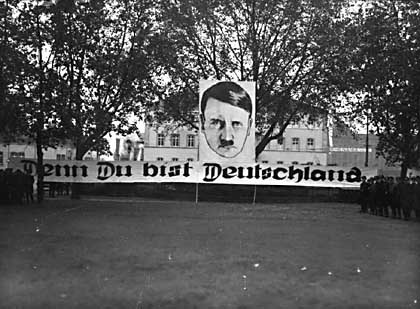 Denn Du bist Deutschland